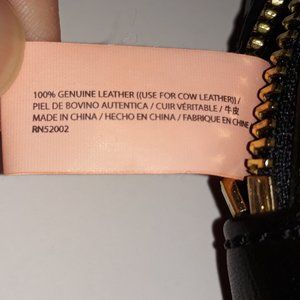 100% GENUINE LEATHER ((USE FOR COW LEATHER)) /
PIEL DE BOVINO AUTENTICA / CUIR VÉRITABLE / 牛皮
MADE IN CHINA / HECHO EN CHINA / FABRIQUE EN CHINE
RN52002